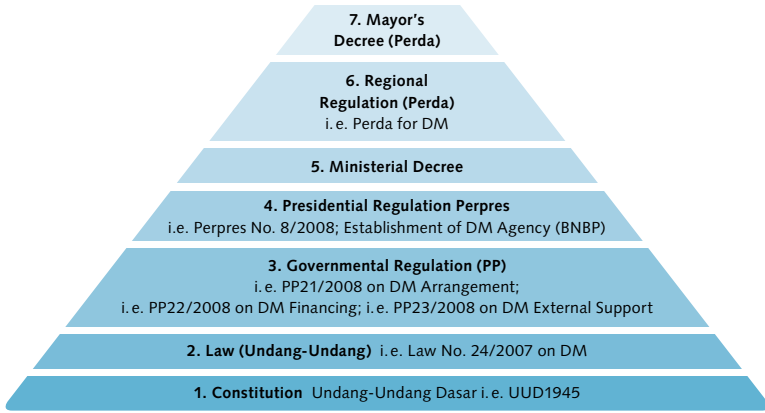 7. Mayor's
Decree (Perda)
6. Regional
Regulation (Perda)
i. e. Perda for DM
5. Ministerial Decree
4. Presidential Regulation Perpres
i.e. Perpres No. 8/2008; Establishment of DM Agency (BNBP)
3. Governmental Regulation (PP)
i. e. PP21/2008 on DM Arrangement;
i. e. PP22/2008 on DM Financing; i. e. PP23/2008 on DM External Support
2. Law (Undang-Undang) i. e. Law No. 24/2007 on DM
1. Constitution Undang-Undang Dasar i. e. UUD1945